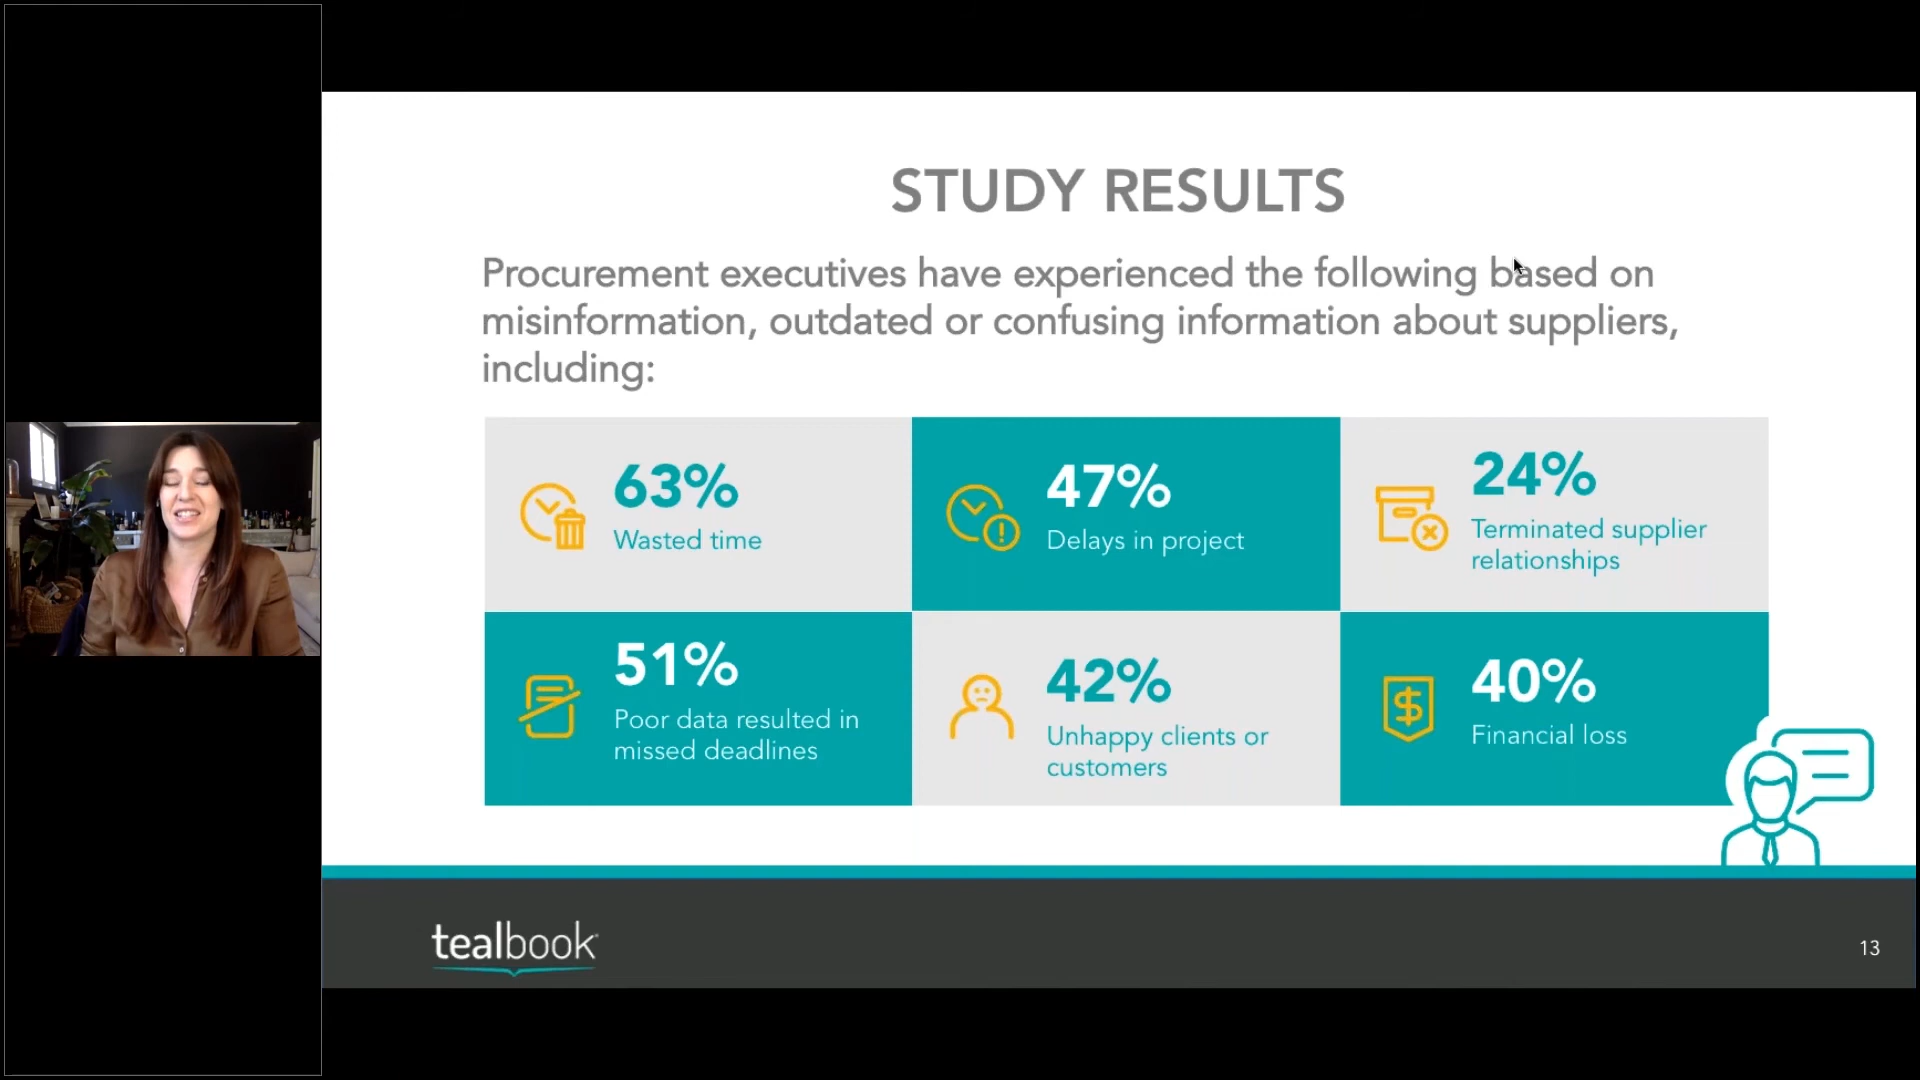 STUDY RESULTS
Procurement executives have experienced the following based on
misinformation, outdated or confusing information about suppliers,
including:
63%
Wasted time
47%
Delays in project
24%
Terminated supplier
relationships
51%
Poor data resulted in
missed deadlines
42%
Unhappy clients or
customers
40%
Financial loss
tealbook
13